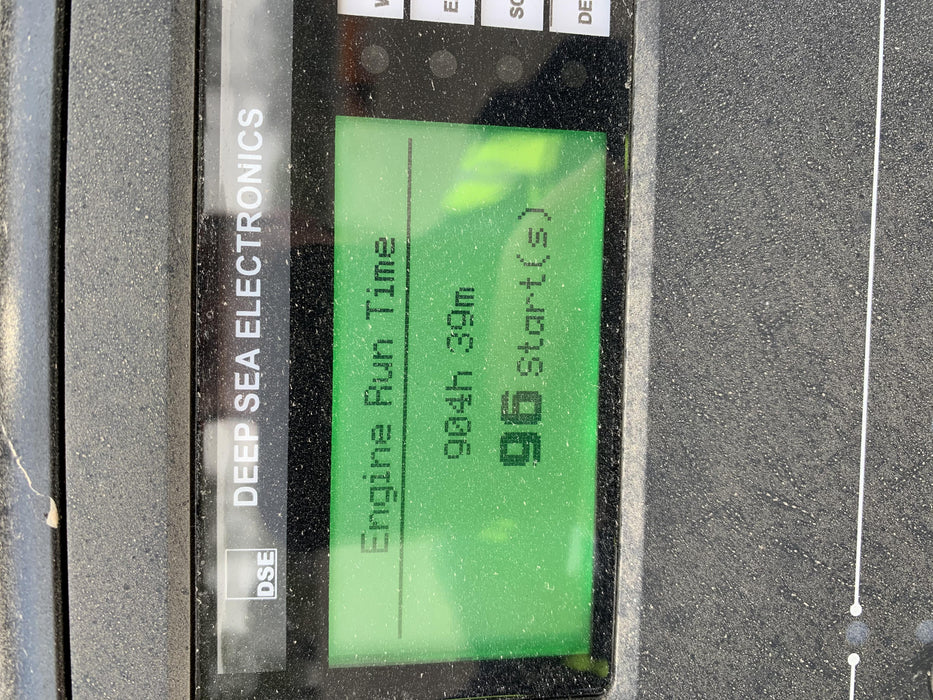 DSE DEEP SEA ELECTRONICS
Engine Run Time
904h 39m
96 Start(s)